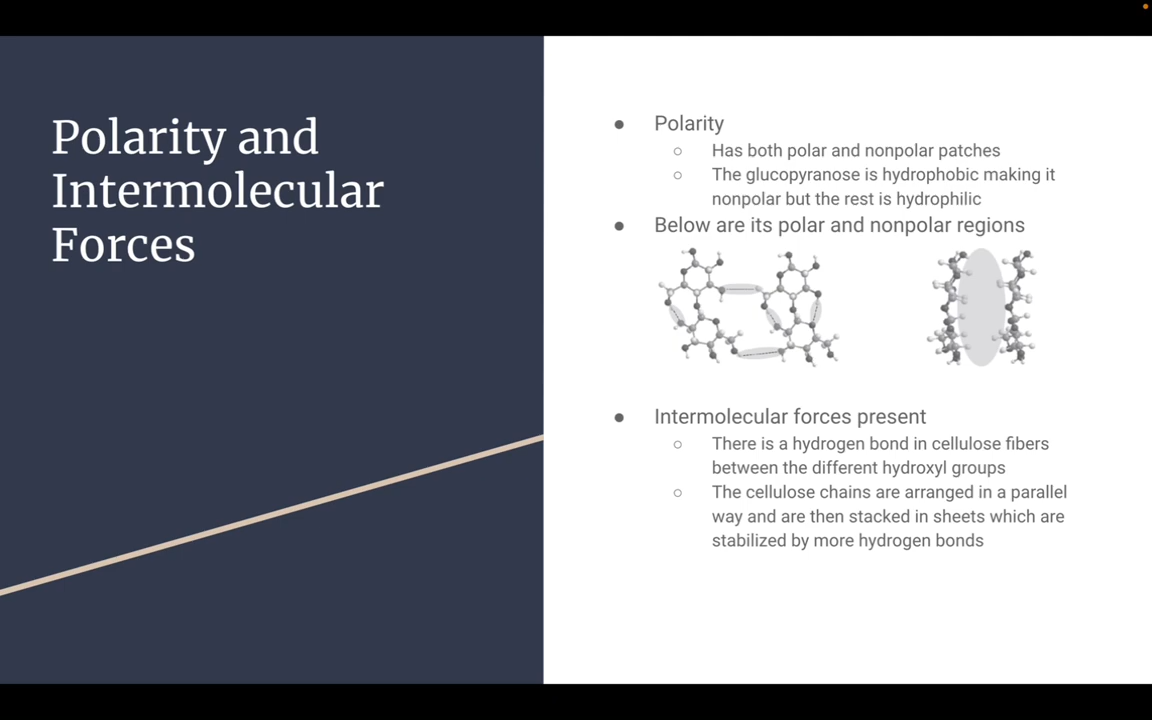 Polarity and
Intermolecular
Forces
● Polarity
○ Has both polar and nonpolar patches
○ The glucopyranose is hydrophobic making it
nonpolar but the rest is hydrophilic
● Below are its polar and nonpolar regions
● Intermolecular forces present
○ There is a hydrogen bond in cellulose fibers
between the different hydroxyl groups
○ The cellulose chains are arranged in a parallel
way and are then stacked in sheets which are
stabilized by more hydrogen bonds